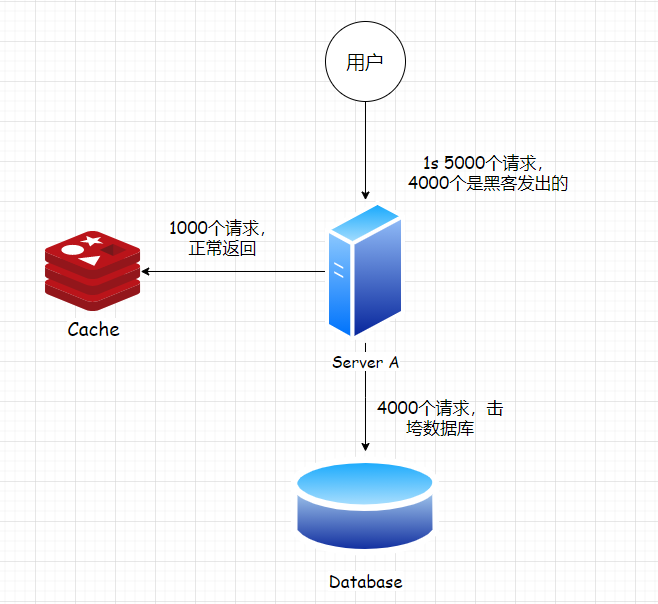 用户
1s 5000个请求，
4000个是黑客发出的
1000个请求，
正常返回
Cache
Server A
4000个请求，击
垮数据库
Database